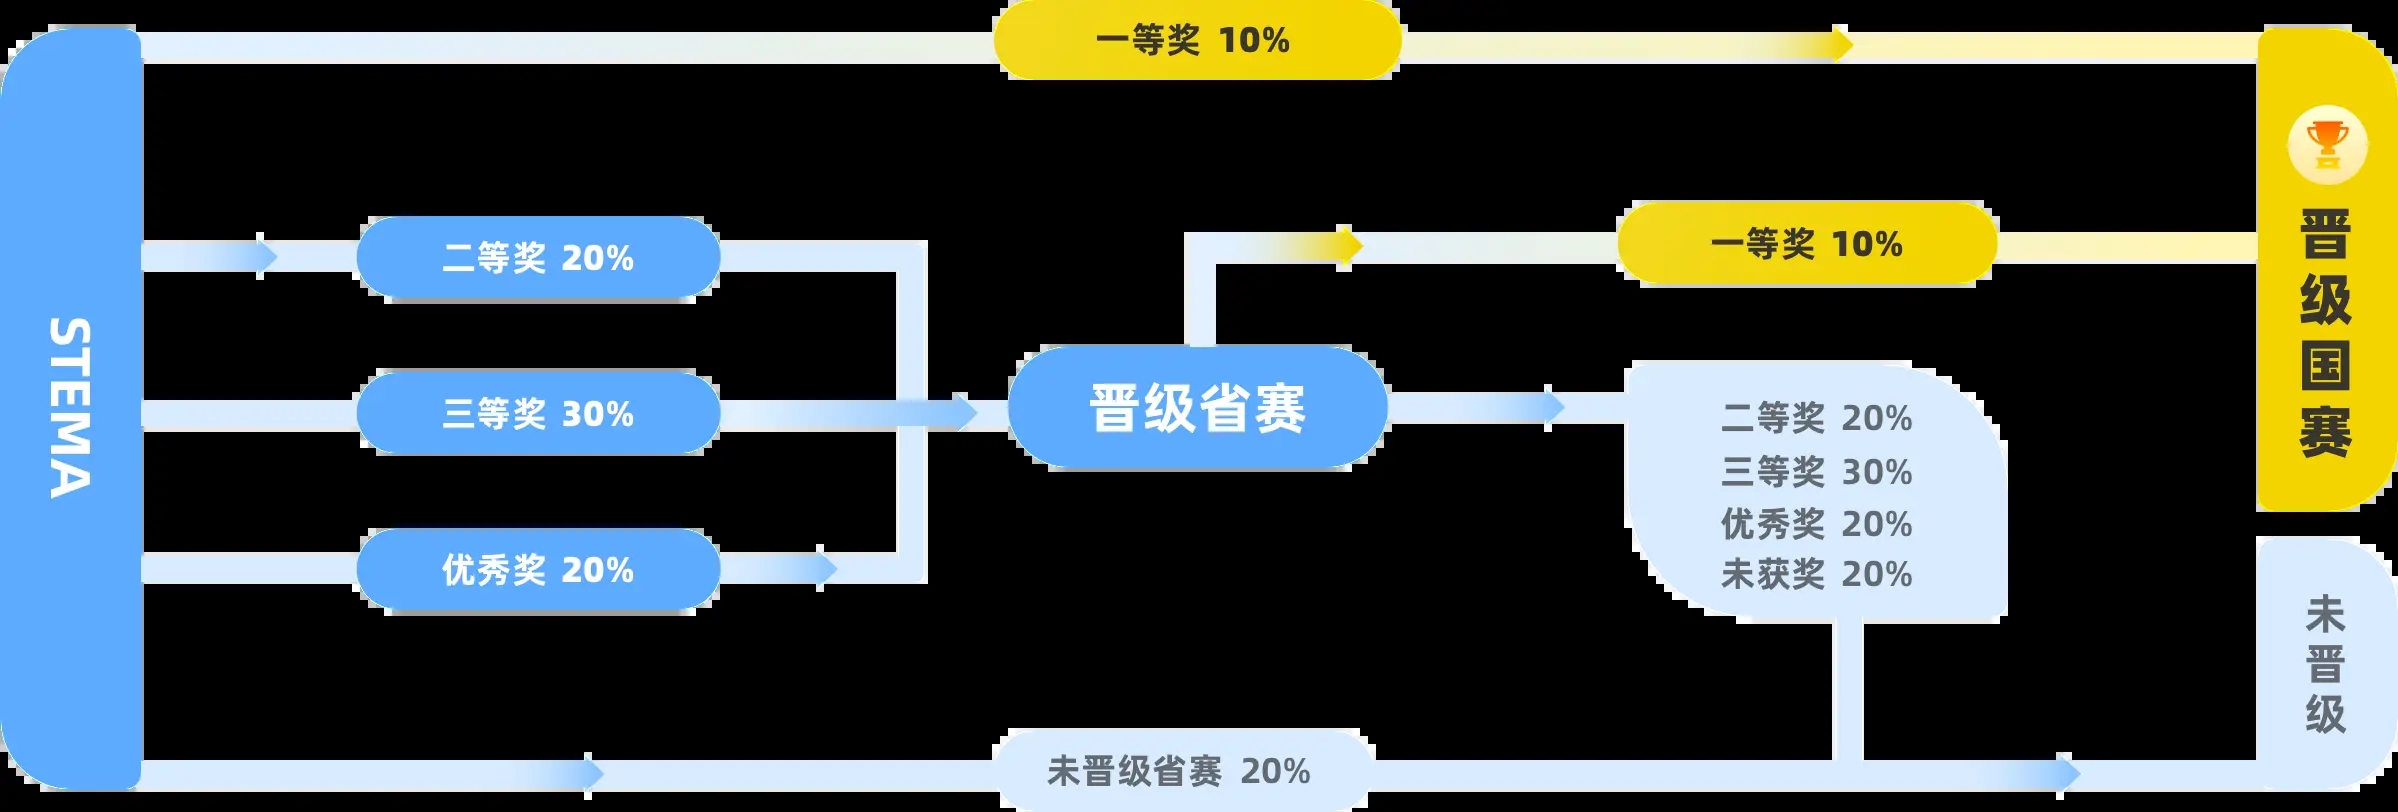 STEMA
一等奖 10%
二等奖 20%
三等奖 30%
优秀奖 20%
晋级省赛
一等奖 10%
二等奖 20%
三等奖 30%
优秀奖 20%
未获奖 20%
未晋级省赛 20%
晋级国赛
未晋级